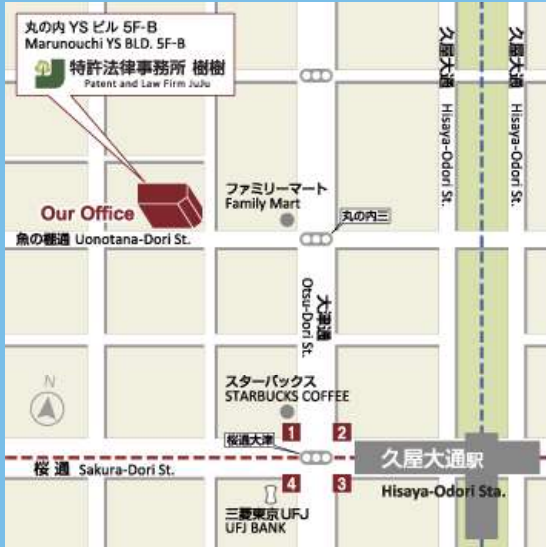 丸の内 YS ビル 5F-B
Marunouchi YS BLD. 5F-B
特許法律事務所 樹樹
Patent and Law Firm JuJu
久屋大通 Hisaya-Odori St.
久屋大通 Hisaya-Odori St.
ファミリーマート
Family Mart
Our Office
丸の内三
魚の棚通 Uonotana-Dori St.
大津通
Otsu-Dori St.
N
スターバックス
STARBUCKS COFFEE
1
2
桜通大津
久屋大通駅
桜 通 Sakura-Dori St.
4
3
Hisaya-Odori Sta.
三菱東京UFJ
UFJ BANK